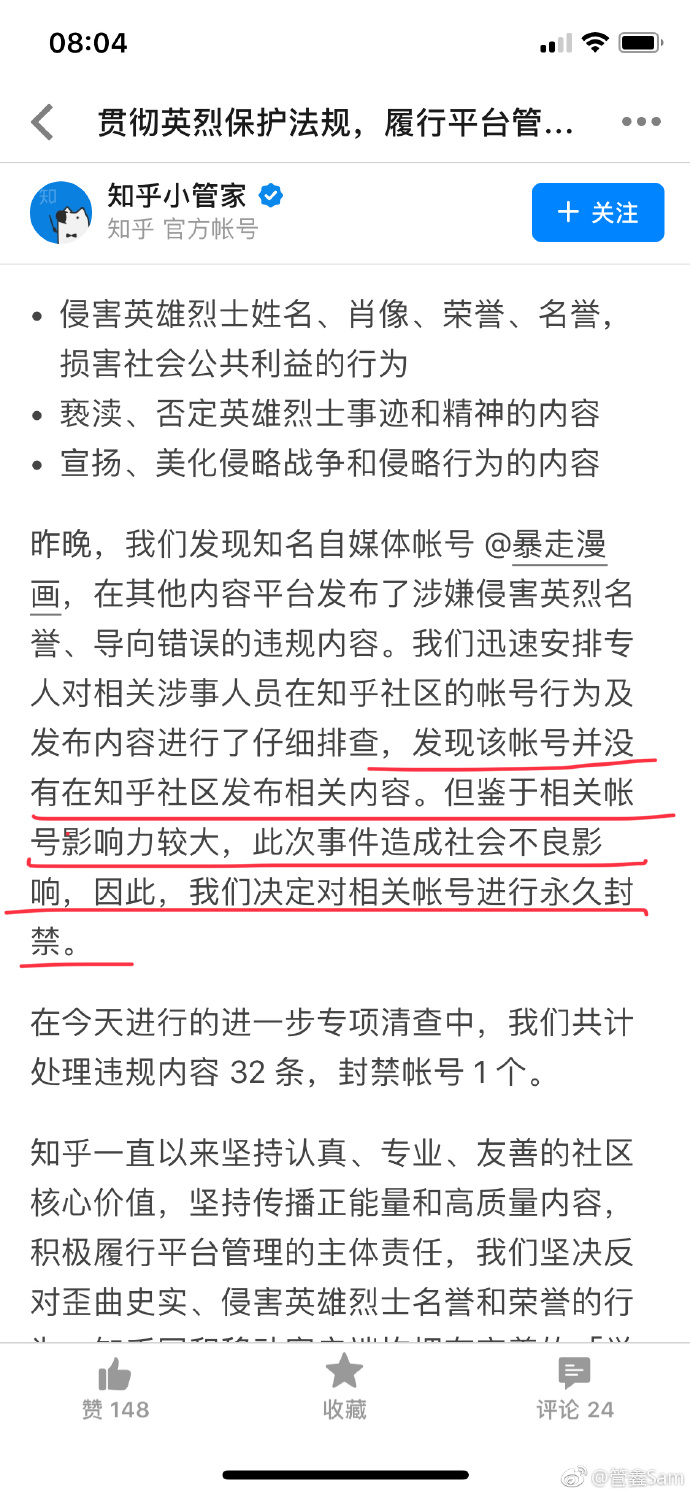 08:04
贯彻英烈保护法规，履行平台管...
知
知乎小管家
知乎 官方帐号
＋ 关注
• 侵害英雄烈士姓名、肖像、荣誉、名誉，
损害社会公共利益的行为
• 亵渎、否定英雄烈士事迹和精神的内容
• 宣扬、美化侵略战争和侵略行为的内容
昨晚，我们发现知名自媒体帐号 @暴走漫
画，在其他内容平台发布了涉嫌侵害英烈名
誉、导向错误的违规内容。我们迅速安排专
人对相关涉事人员在知乎社区的帐号行为及
发布内容进行了仔细排查，发现该帐号并没
有在知乎社区发布相关内容。但鉴于相关帐
号影响力较大，此次事件造成社会不良影
响，因此，我们决定对相关帐号进行永久封
禁。
在今天进行的进一步专项清查中，我们共计
处理违规内容 32 条，封禁帐号 1 个。
知乎一直以来坚持认真、专业、友善的社区
核心价值，坚持传播正能量和高质量内容，
积极履行平台管理的主体责任，我们坚决反
对歪曲史实、侵害英雄烈士名誉和荣誉的行
赞 148
收藏
评论 24
@管鑫Sam